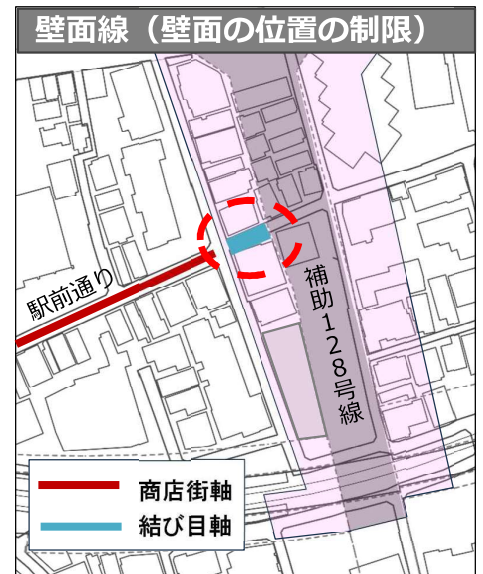 壁面線（壁面の位置の制限）
駅前通り
補助128号線
商店街軸
結び目軸